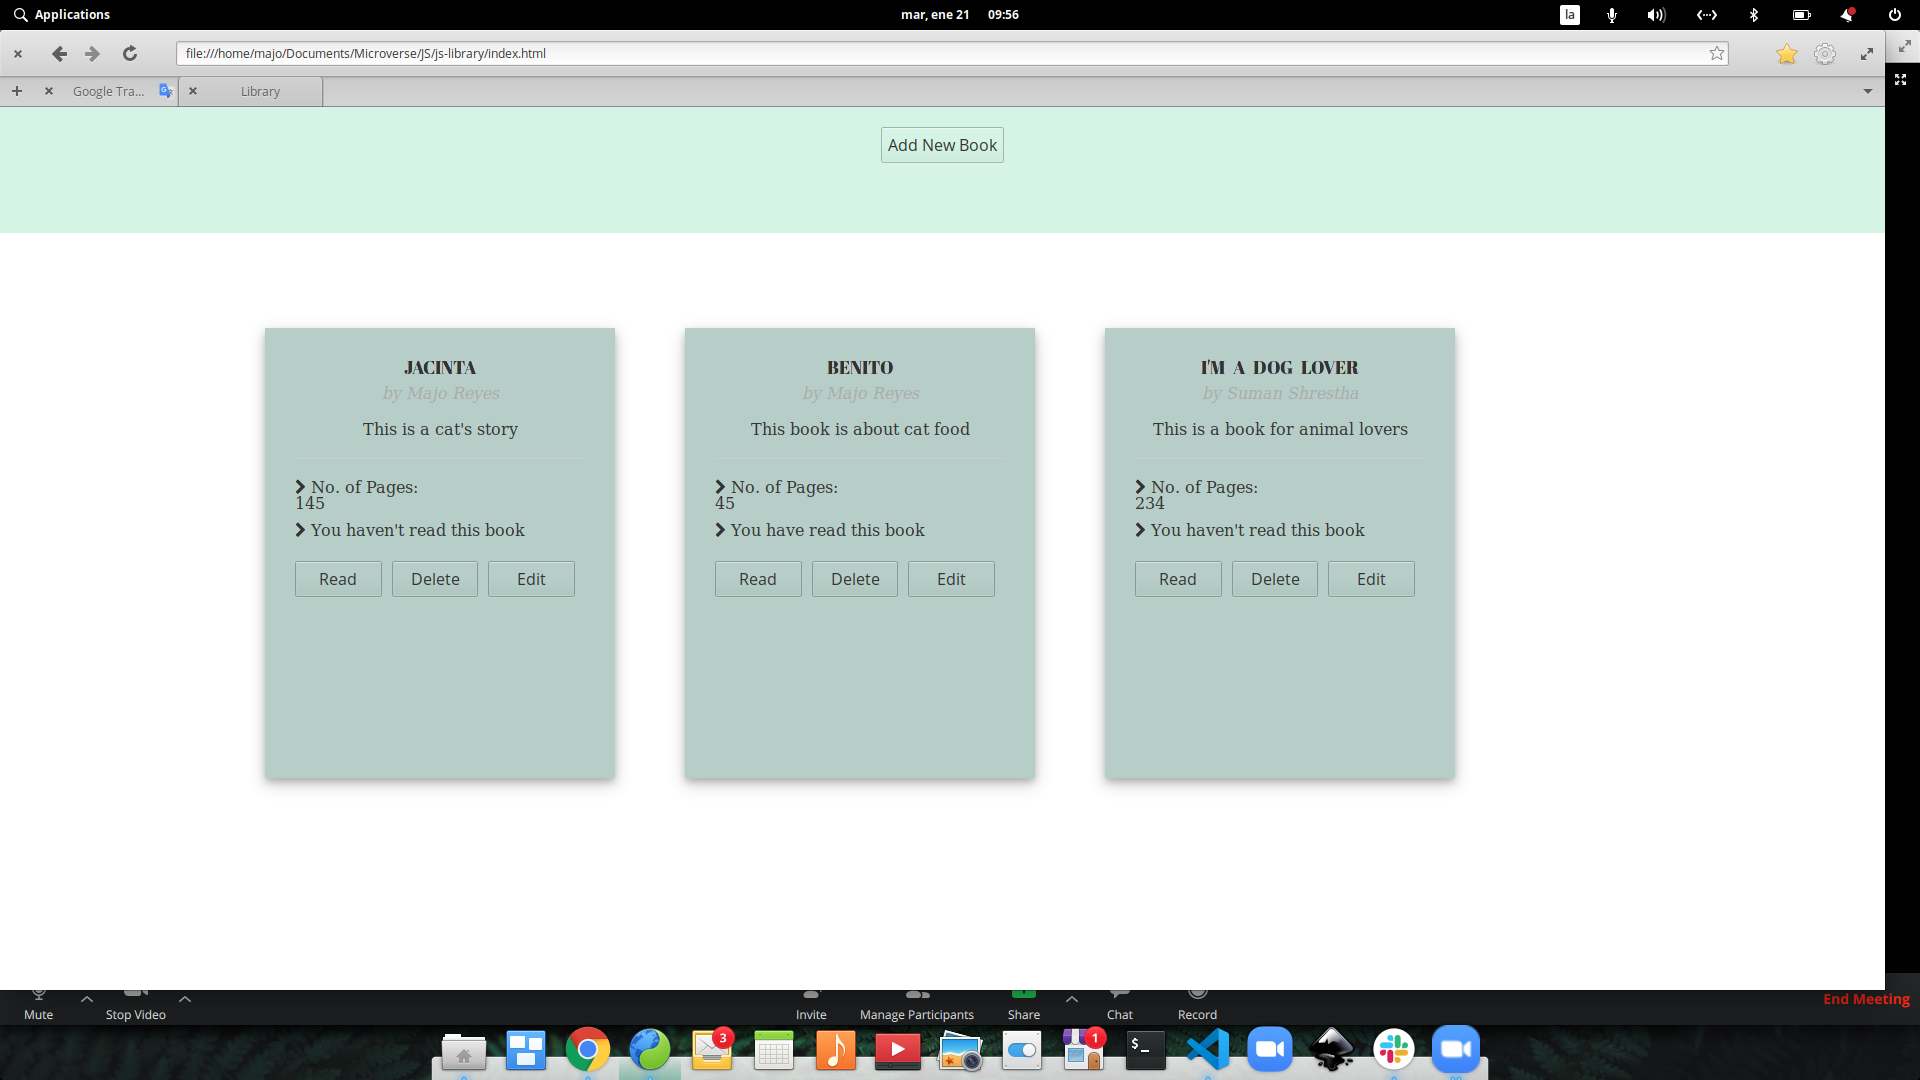 Applications
mar, ene 21 09:56
la
file:///home/majo/Documents/Microverse/JS/js-library/index.html
Google Tra...
Library
Add New Book
JACINTA
by Majo Reyes
This is a cat's story
No. of Pages:
145
You haven't read this book
Read Delete Edit
BENITO
by Majo Reyes
This book is about cat food
No. of Pages:
45
You have read this book
Read Delete Edit
I'M A DOG LOVER
by Suman Shrestha
This is a book for animal lovers
No. of Pages:
234
You haven't read this book
Read Delete Edit
End Meeting
Mute Stop Video Invite Manage Participants Share Chat Record
3
1
$_